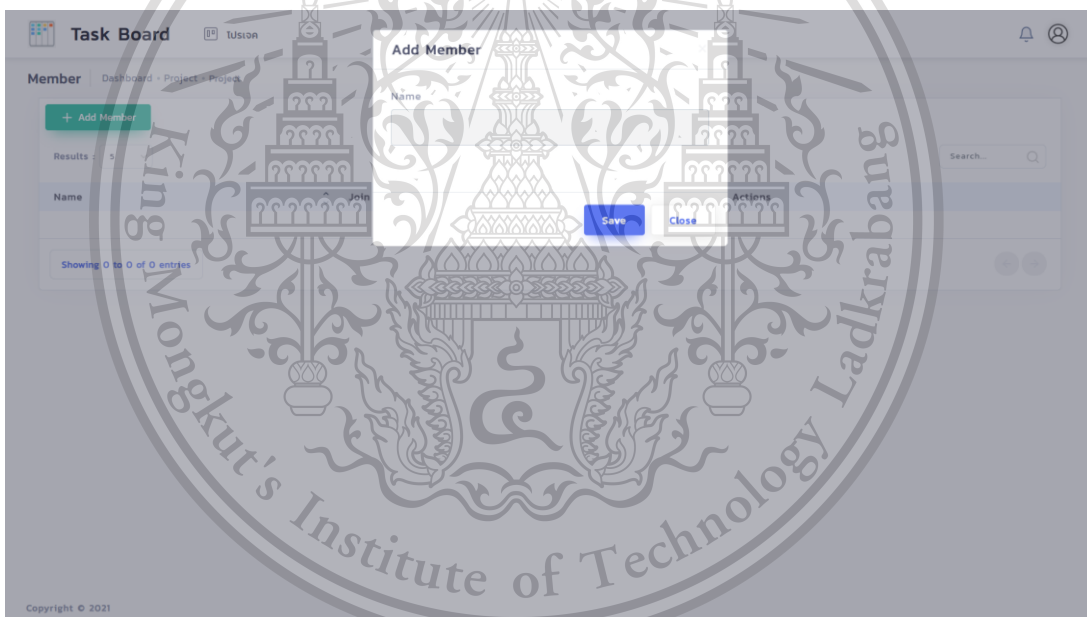 Task Board โปรเจค
Add Member
Member Dashboard - Project - Project
Name
+ Add Member
Results : 5
Search...
Name Join Actions
Save Close
Showing 0 to 0 of 0 entries
King Mongkut's Institute of Technology Ladkrabang
Copyright © 2021